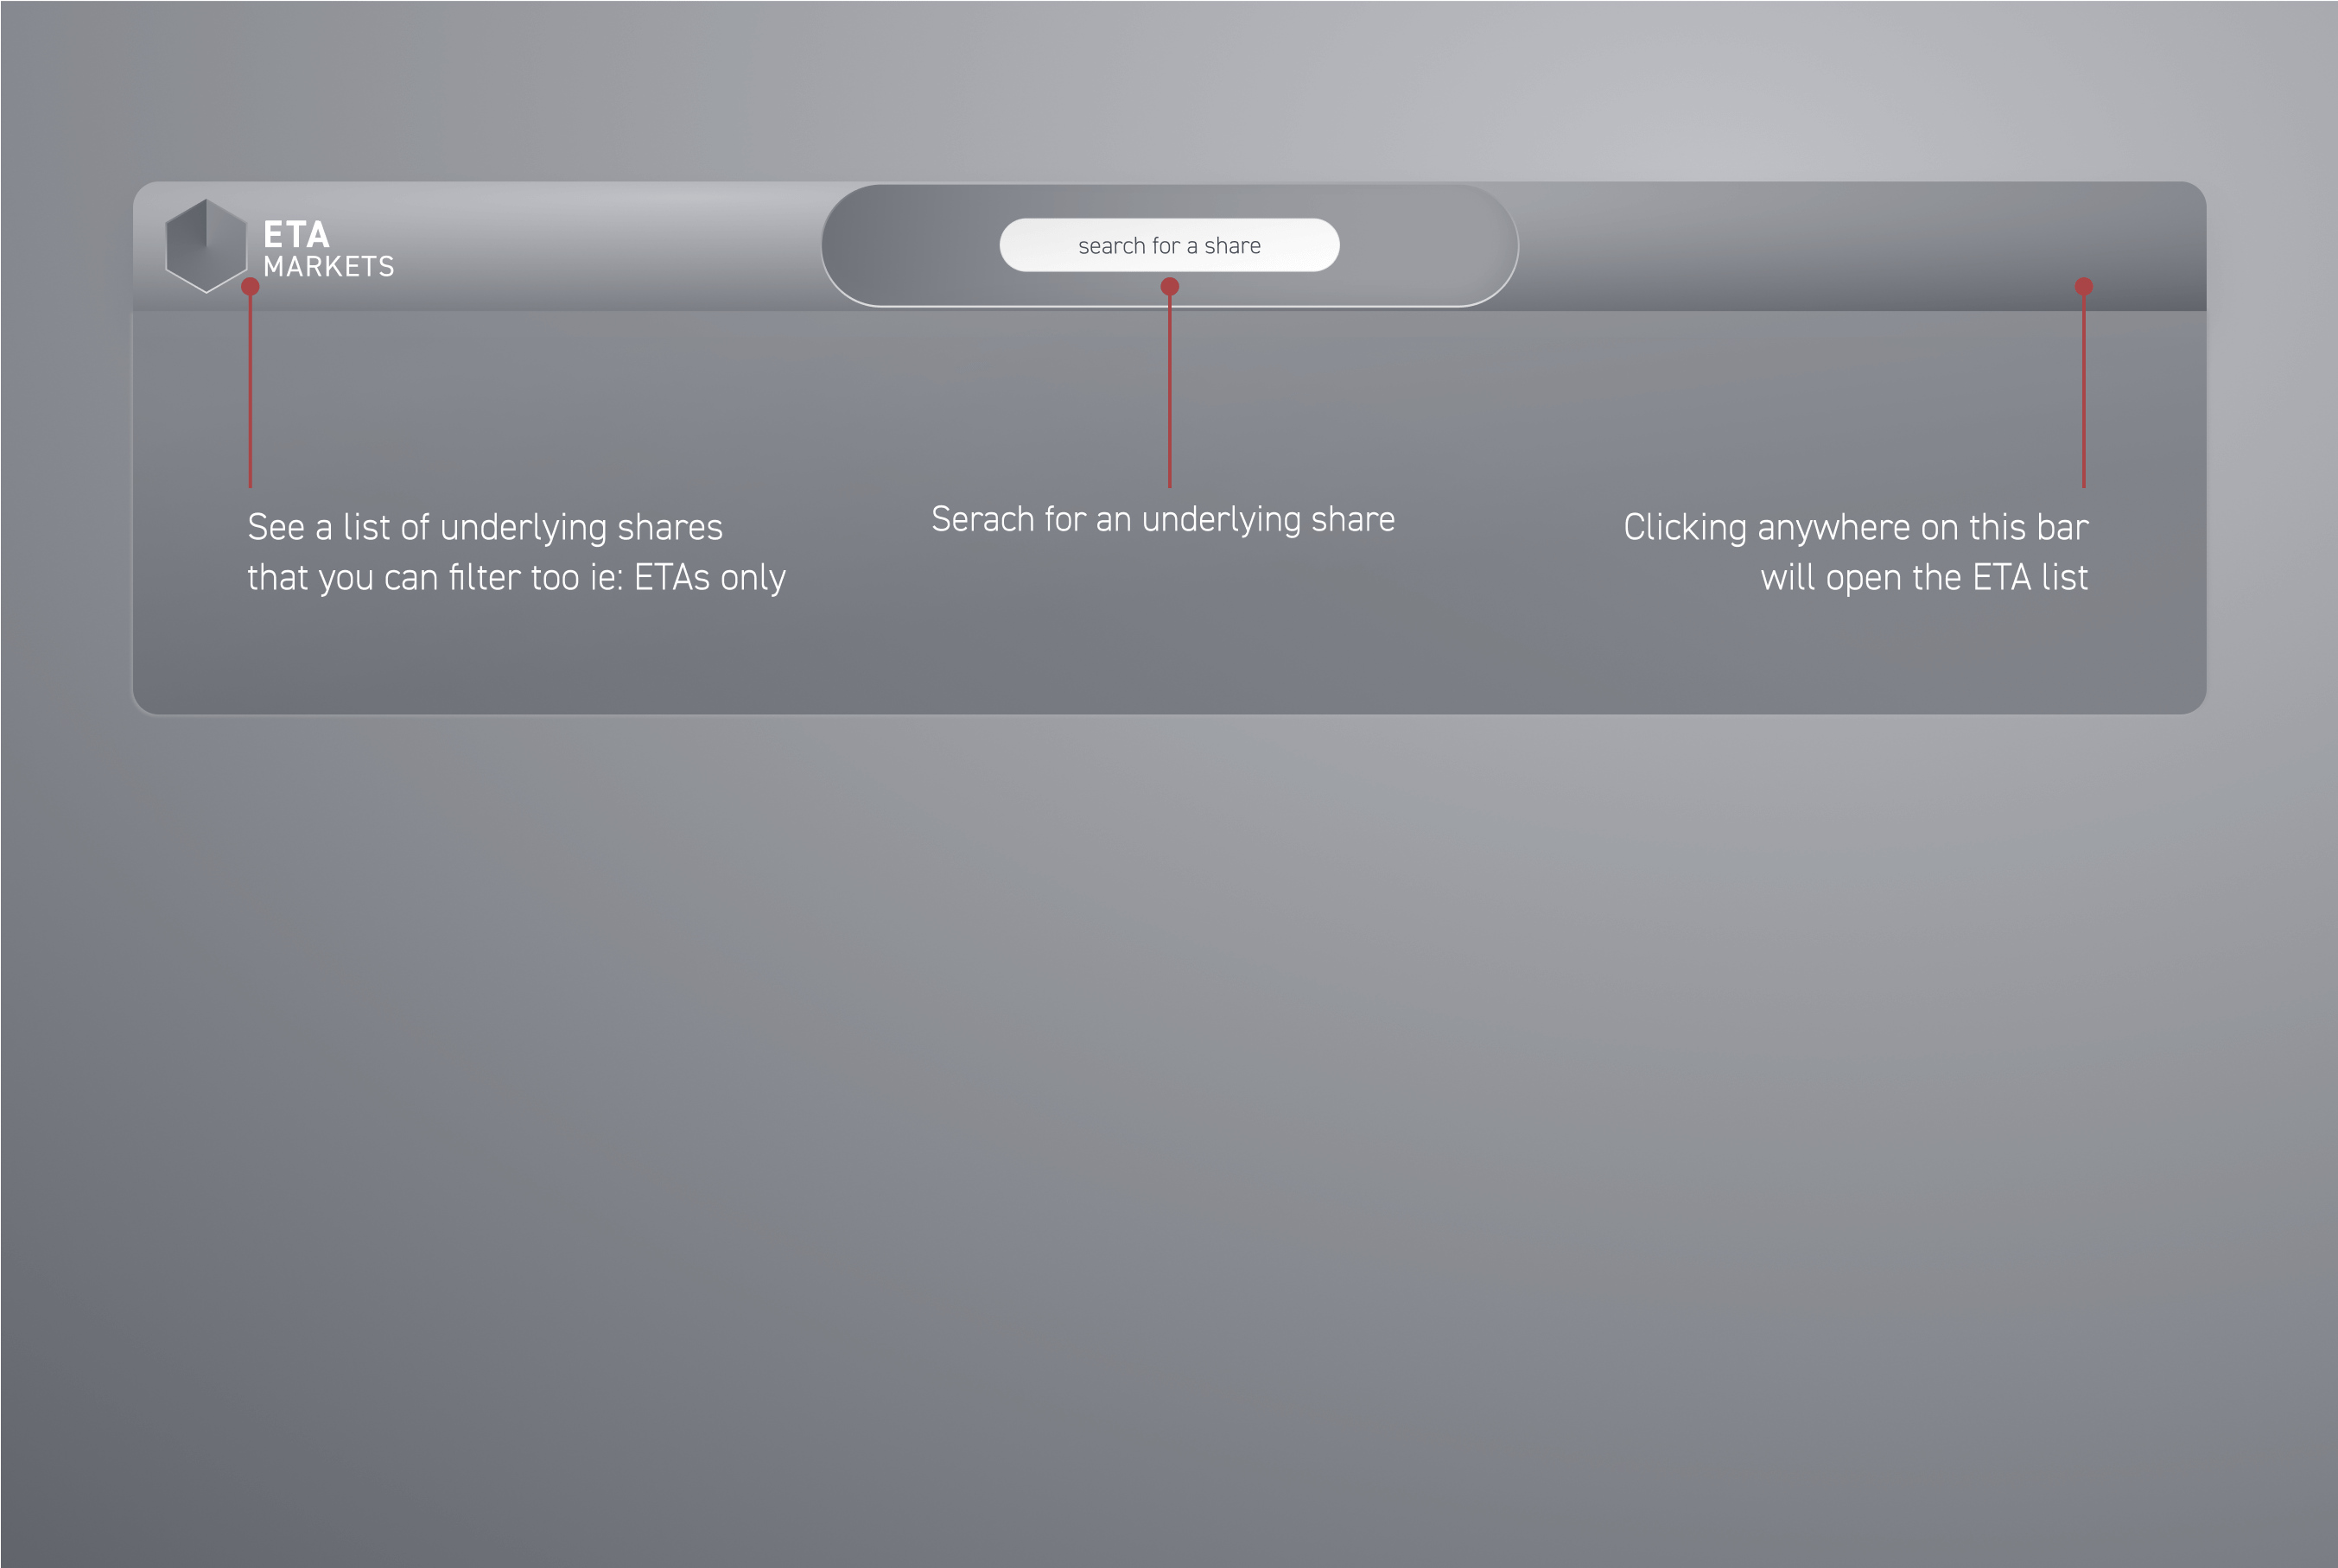 ETA
MARKETS
search for a share
See a list of underlying shares
that you can filter too ie: ETAs only
Serach for an underlying share
Clicking anywhere on this bar
will open the ETA list